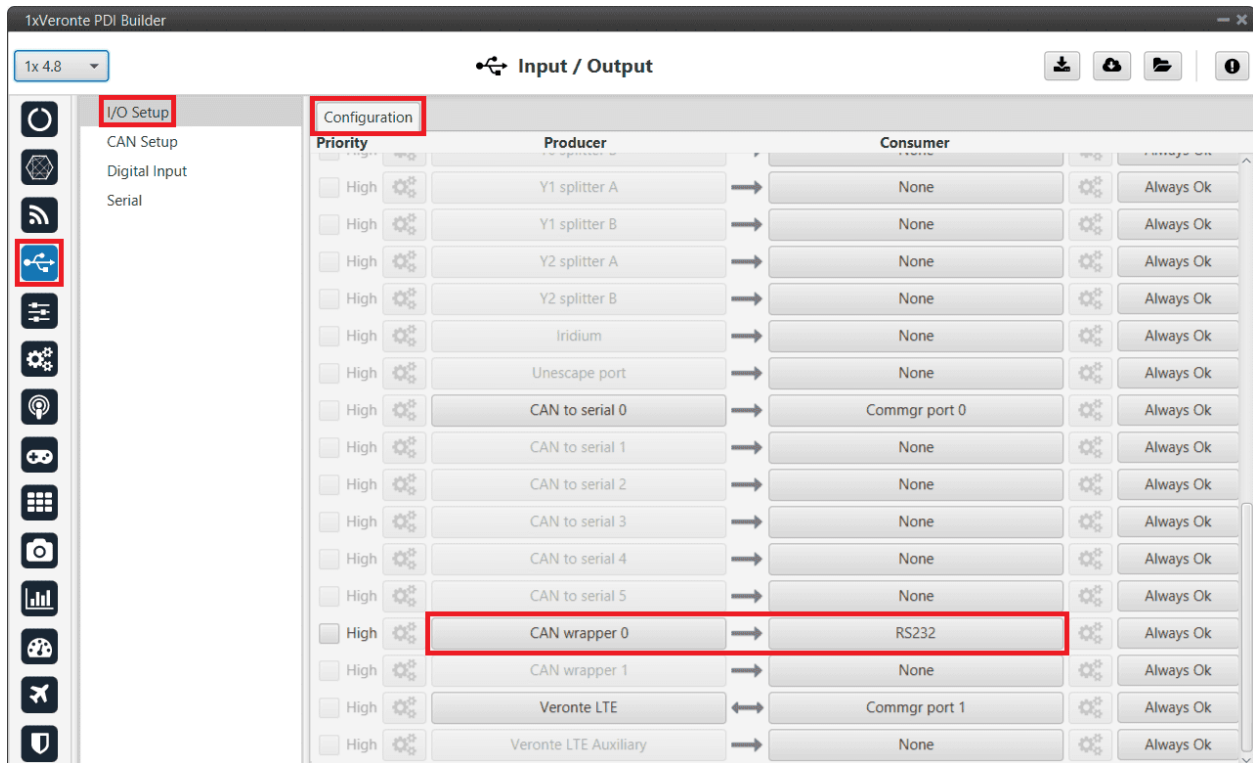 1xVeronte PDI Builder
1x 4.8 Input / Output
I/O Setup
CAN Setup
Digital Input
Serial
Configuration
Priority Producer Consumer
High Y1 splitter A None Always Ok
High Y1 splitter B None Always Ok
High Y2 splitter A None Always Ok
High Y2 splitter B None Always Ok
High Iridium None Always Ok
High Unescape port None Always Ok
High CAN to serial 0 Commgr port 0 Always Ok
High CAN to serial 1 None Always Ok
High CAN to serial 2 None Always Ok
High CAN to serial 3 None Always Ok
High CAN to serial 4 None Always Ok
High CAN to serial 5 None Always Ok
High CAN wrapper 0 RS232 Always Ok
High CAN wrapper 1 None Always Ok
High Veronte LTE Commgr port 1 Always Ok
High Veronte LTE Auxiliary None Always Ok